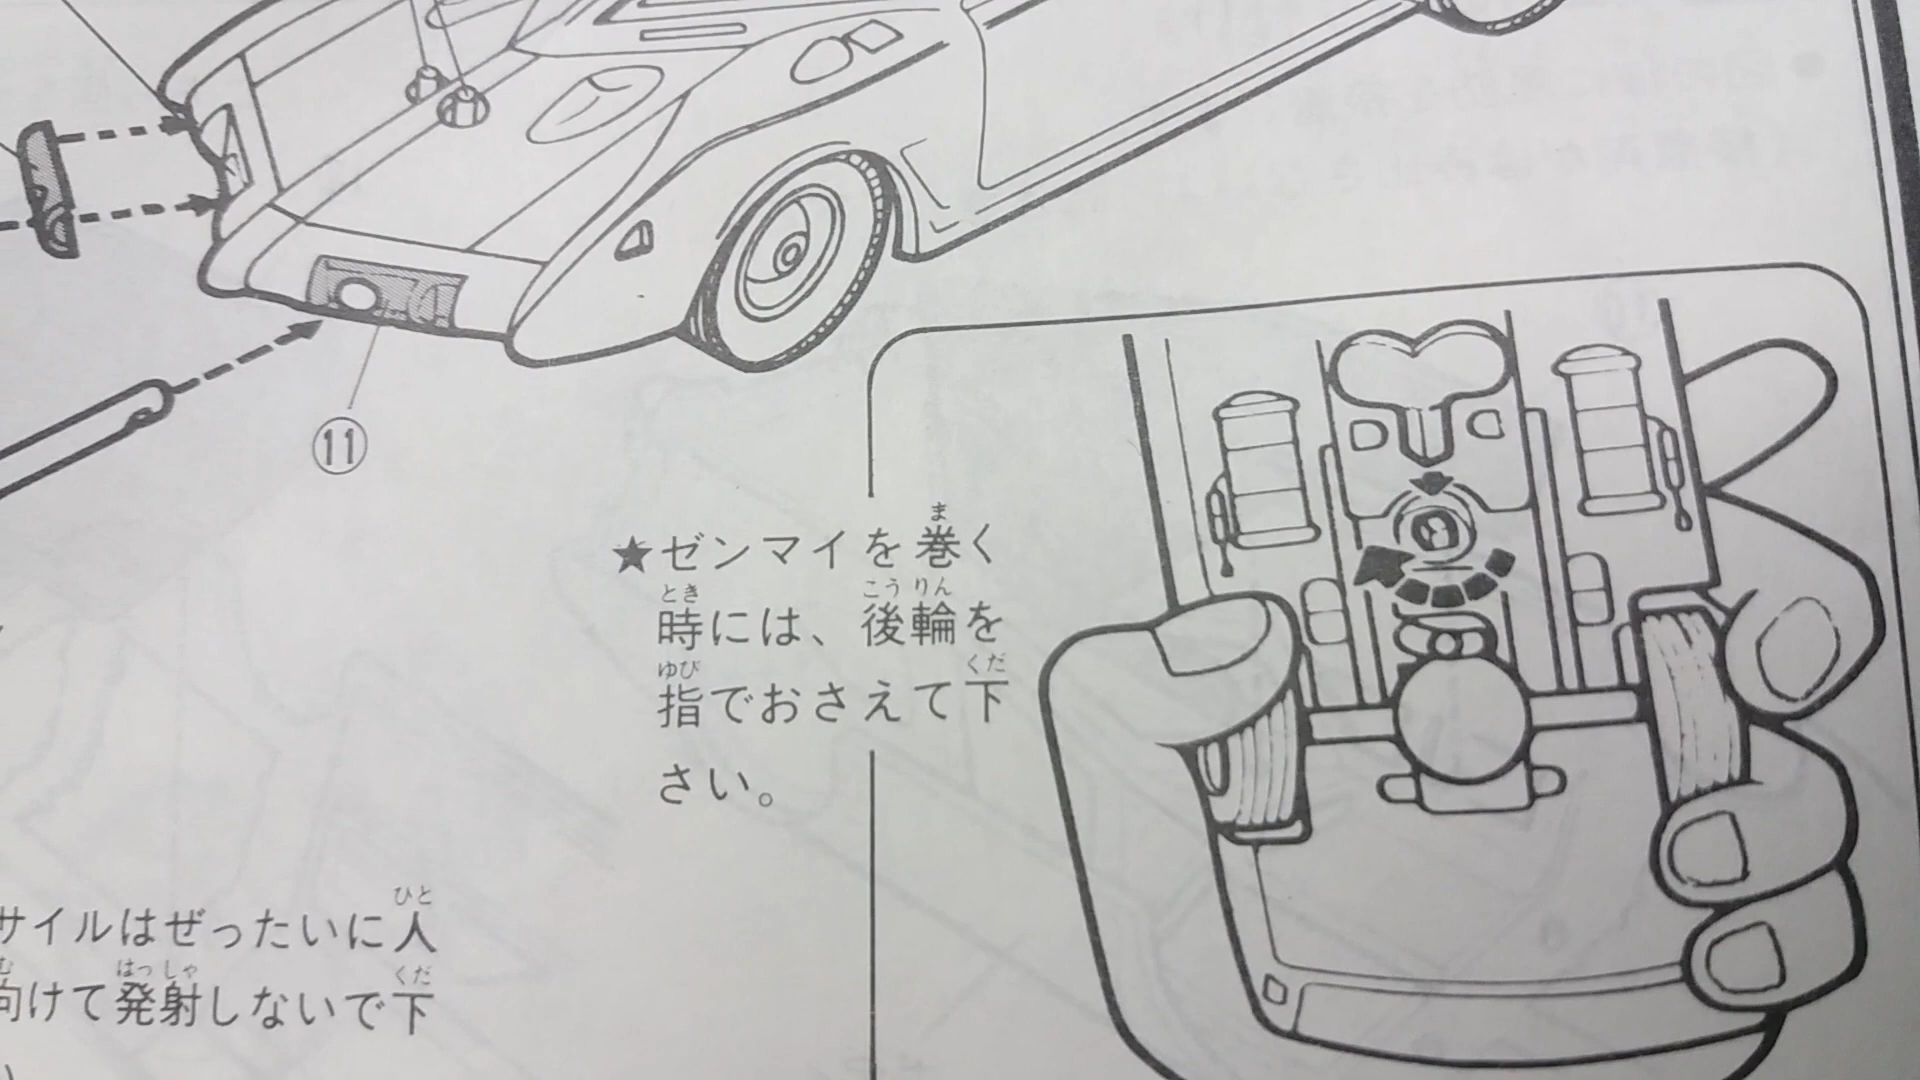 11
★ゼンマイを巻く
時には、後輪を
指でおさえて下
さい。
サイルはぜったいに人
向けて発射しないで下